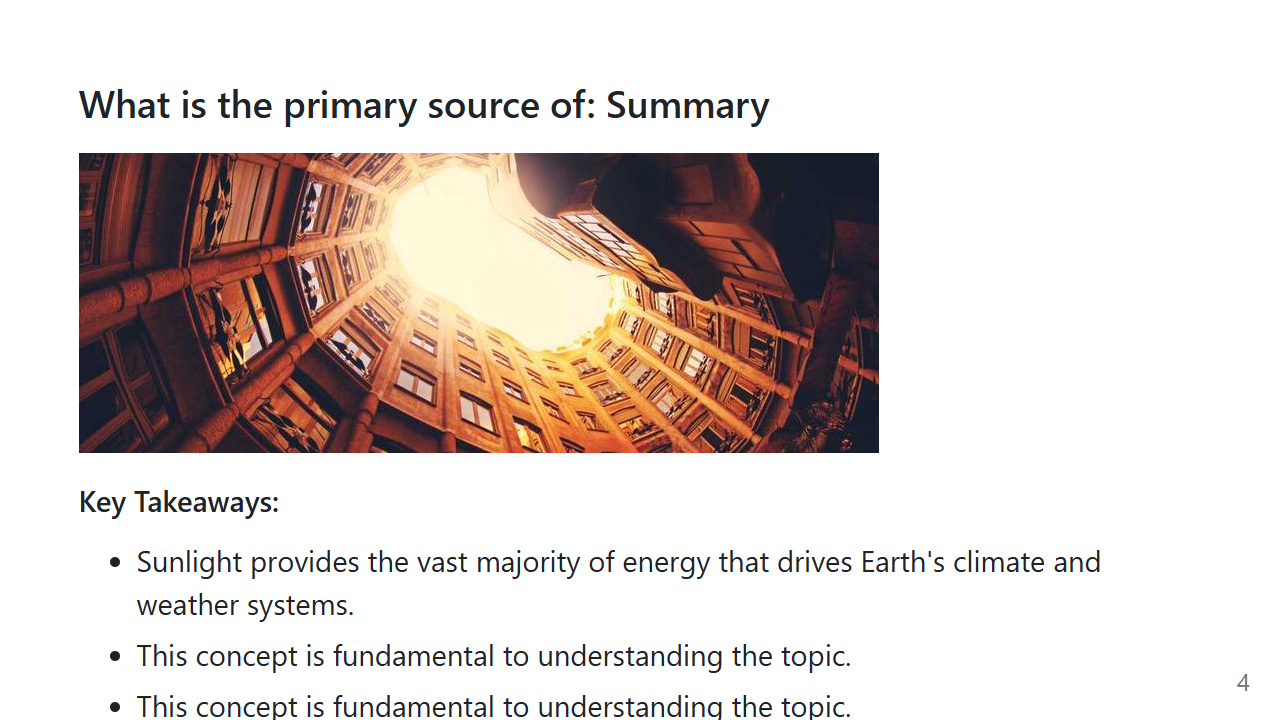 What is the primary source of: Summary
Key Takeaways:
• Sunlight provides the vast majority of energy that drives Earth's climate and
weather systems.
• This concept is fundamental to understanding the topic.
• This concept is fundamental to understanding the topic.
4